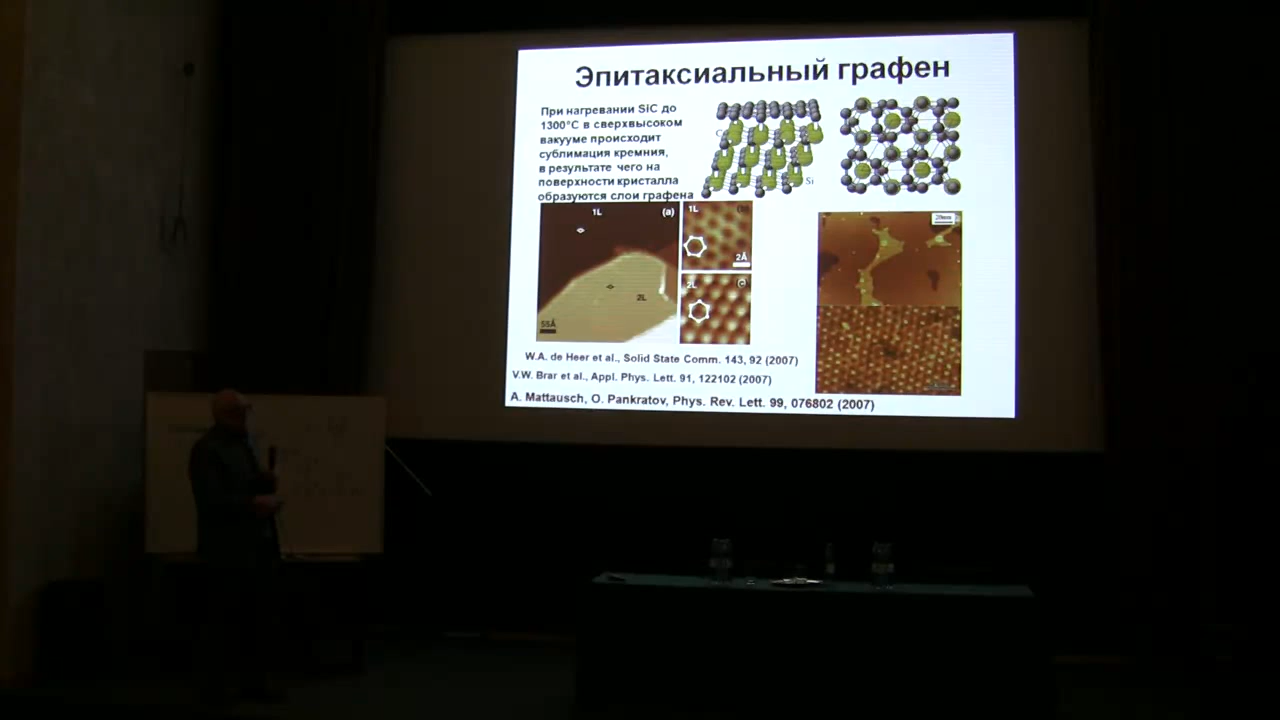 Эпитаксиальный графен
При нагревании SiC до
1300°C в сверхвысоком
вакууме происходит
сублимация кремния,
в результате чего на
поверхности кристалла
образуются слои графена
C
Si
1L
(a)
2L
55Å
1L
2Å
2L
W.A. de Heer et al., Solid State Comm. 143, 92 (2007)
V.W. Brar et al., Appl. Phys. Lett. 91, 122102 (2007)
A. Mattausch, O. Pankratov, Phys. Rev. Lett. 99, 076802 (2007)